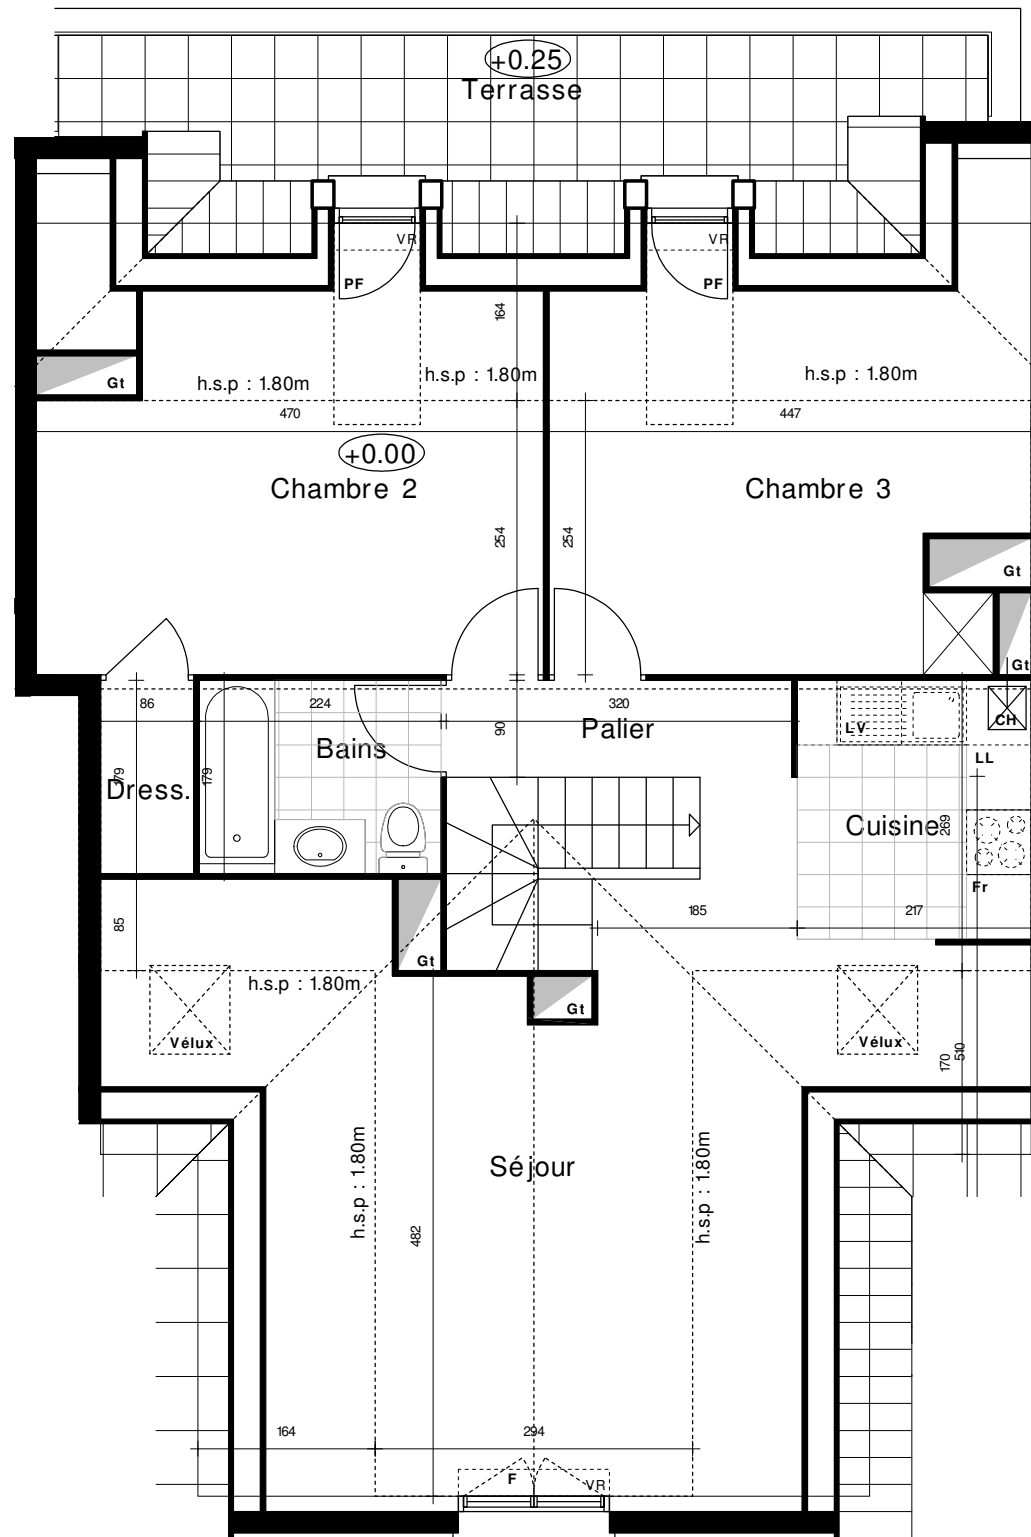 +0.25
Terrasse
VR
VR
PF
PF
164
Gt
h.s.p : 1.80m
h.s.p : 1.80m
h.s.p : 1.80m
470
447
+0.00
Chambre 2
Chambre 3
254
254
Gt
Gt
86
224
90
320
Palier
LV
CH
Bains
LL
179
179
Dress.
Cuisine
269
Fr
85
185
217
Gt
h.s.p : 1.80m
Gt
Vélux
Vélux
170
510
Séjour
h.s.p : 1.80m
h.s.p : 1.80m
482
164
294
F
VR